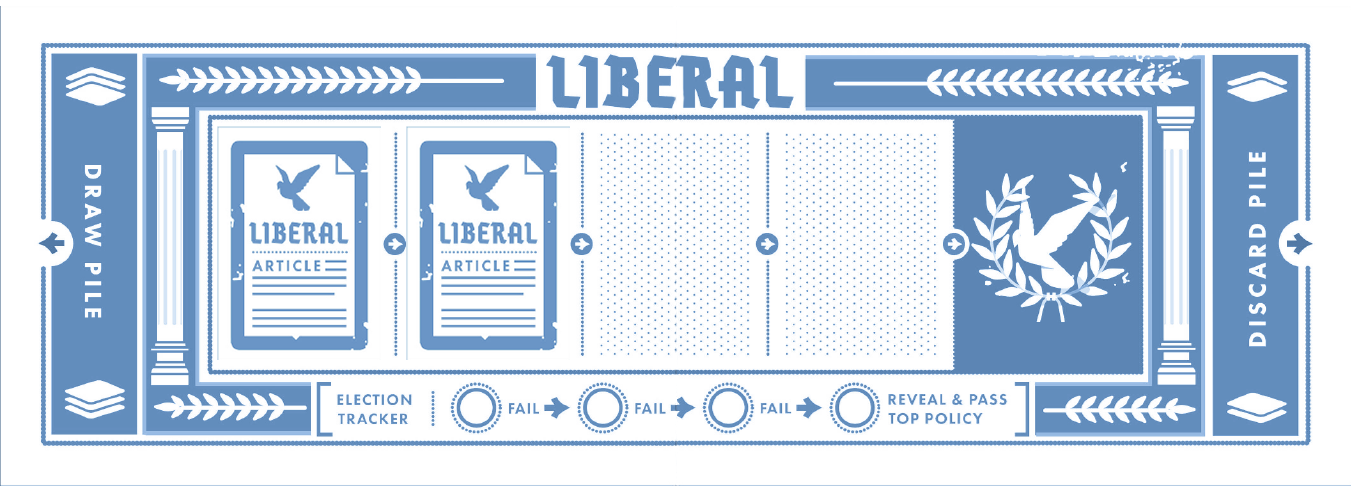 LIBERAL
DRAW PILE
LIBERAL
ARTICLE
LIBERAL
ARTICLE
DISCARD PILE
ELECTION
TRACKER
FAIL
FAIL
FAIL
REVEAL & PASS
TOP POLICY